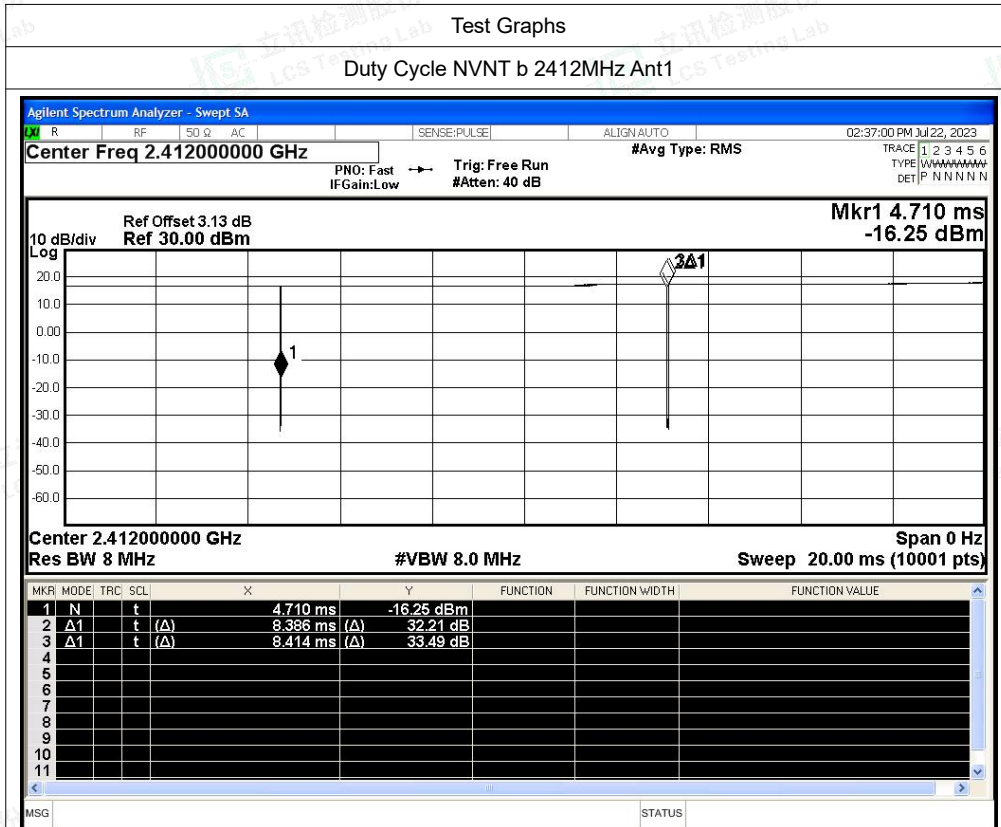 Test Graphs
Duty Cycle NVNT b 2412MHz Ant1
Agilent Spectrum Analyzer - Swept SA
LXI R RF 50 Ω AC SENSE:PULSE ALIGN AUTO 02:37:00 PM Jul 22, 2023
Center Freq 2.412000000 GHz #Avg Type: RMS TRACE 1 2 3 4 5 6
PNO: Fast Trig: Free Run TYPE WWWWWW
IFGain:Low #Atten: 40 dB DET P N N N N N
Mkr1 4.710 ms
Ref Offset 3.13 dB
10 dB/div Ref 30.00 dBm -16.25 dBm
Log
3Δ1
20.0
10.0
0.00
1
-10.0
-20.0
-30.0
-40.0
-50.0
-60.0
Center 2.412000000 GHz Span 0 Hz
Res BW 8 MHz #VBW 8.0 MHz Sweep 20.00 ms (10001 pts)
MKR MODE TRC SCL X Y FUNCTION FUNCTION WIDTH FUNCTION VALUE
1 N t 4.710 ms -16.25 dBm
2 Δ1 t (Δ) 8.386 ms (Δ) 32.21 dB
3 Δ1 t (Δ) 8.414 ms (Δ) 33.49 dB
4
5
6
7
8
9
10
11
MSG STATUS